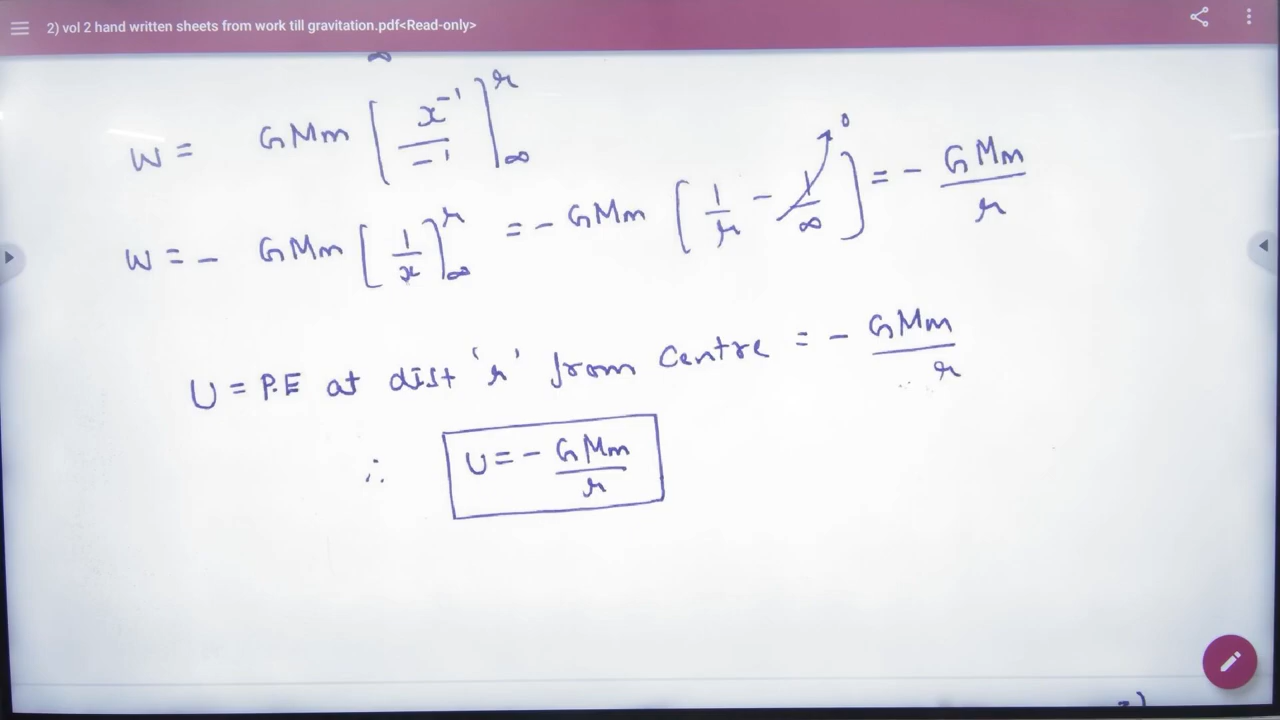 2) vol 2 hand written sheets from work till gravitation.pdf<Read-only>
∞
W = GMm [x⁻¹/-1]_∞^r
W = - GMm [1/x]_∞^r = - GMm [1/r - 1/∞] = - GMm/r
0
U = P.E at dist 'r' from Centre = - GMm/r
∴ U = - GMm/r